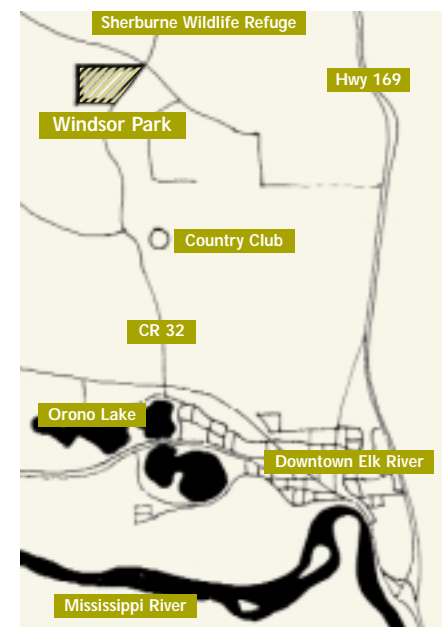 Sherburne Wildlife Refuge
Hwy 169
Windsor Park
Country Club
CR 32
Orono Lake
Downtown Elk River
Mississippi River